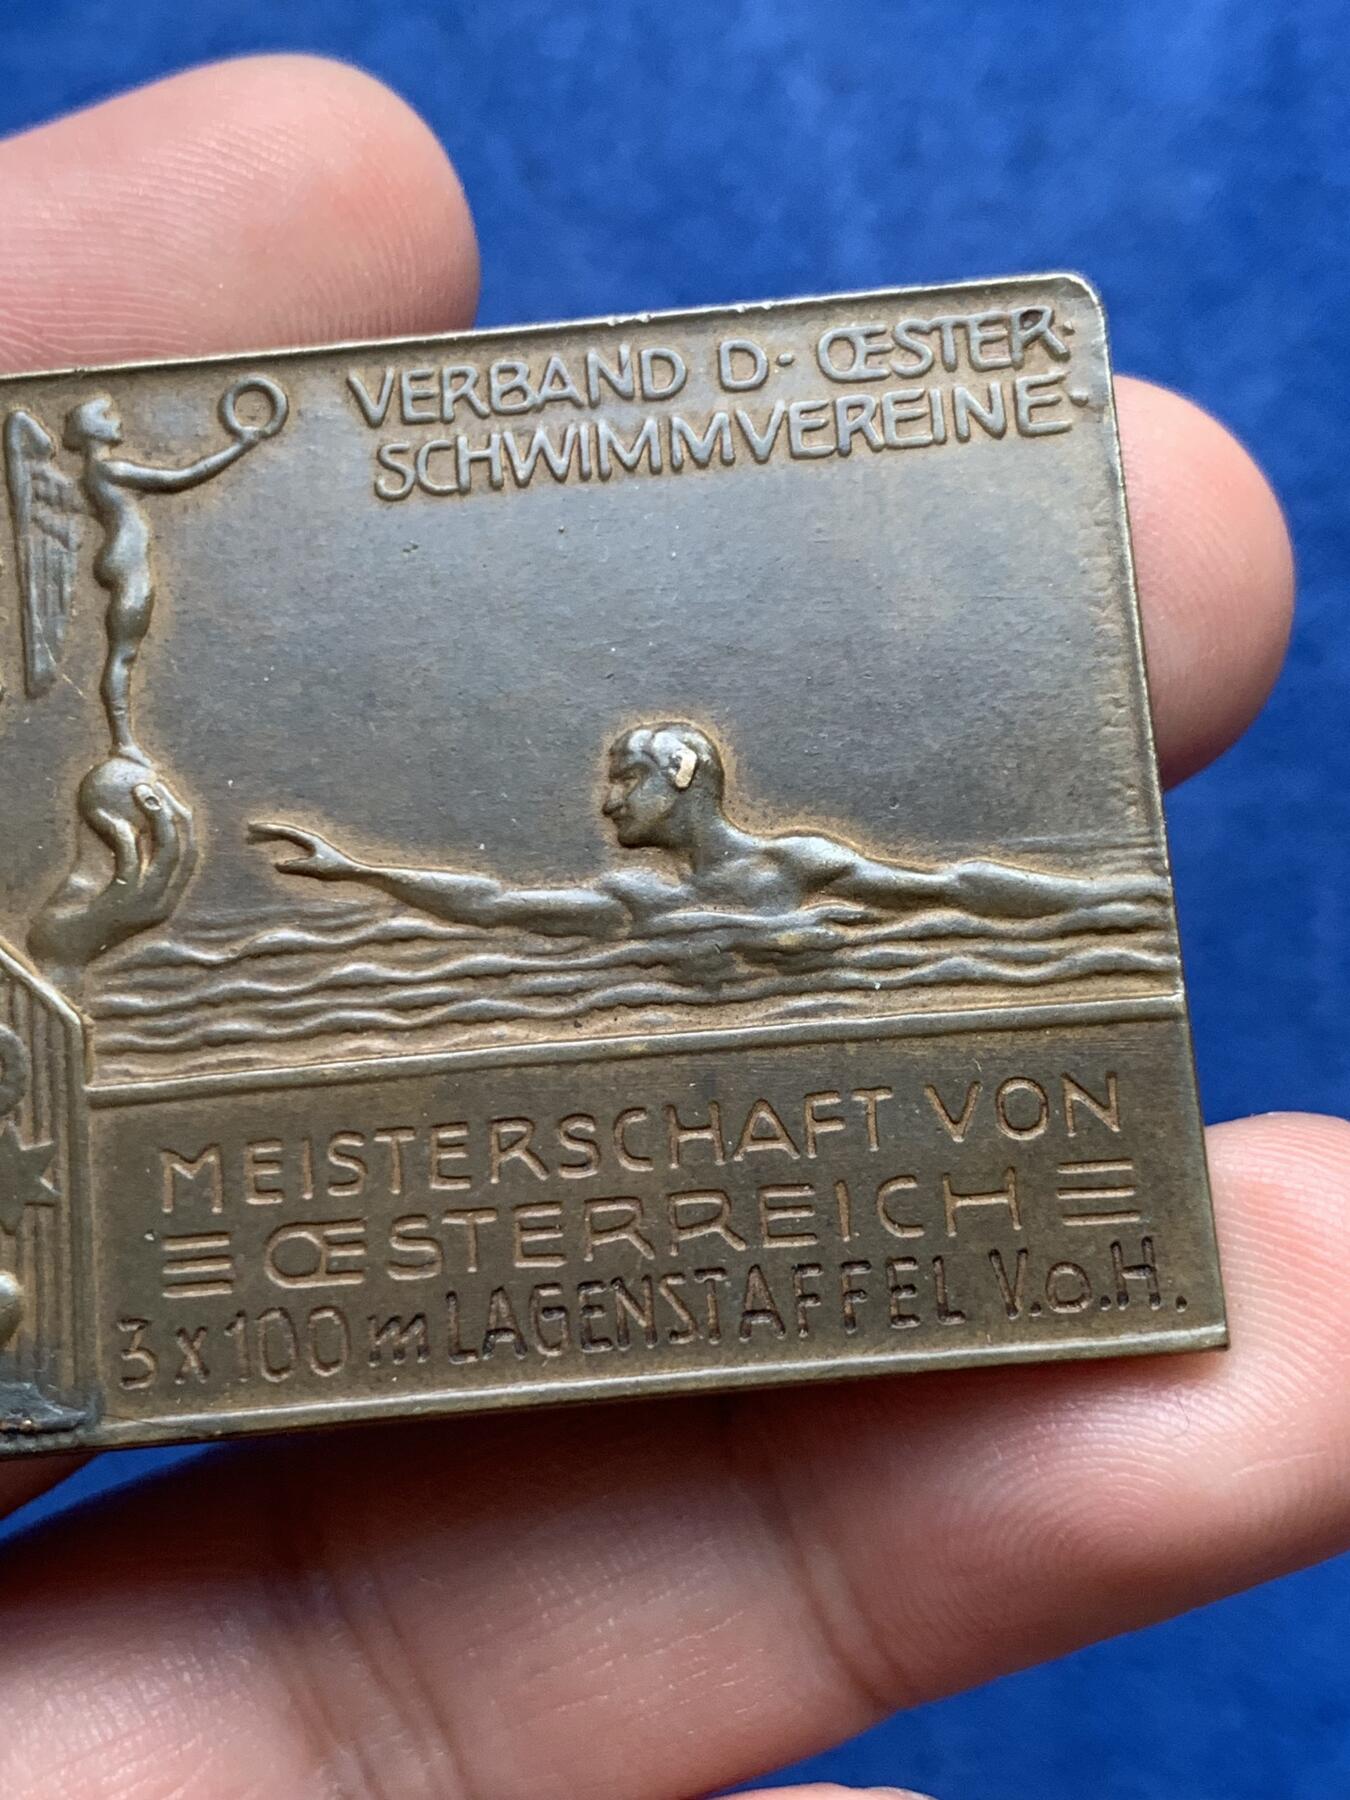 VERBAND D· ŒSTER·
SCHWIMMVEREINE·
MEISTERSCHAFT VON
ŒSTERREICH
3 x 100 m LAGENSTAFFEL V.o.H.